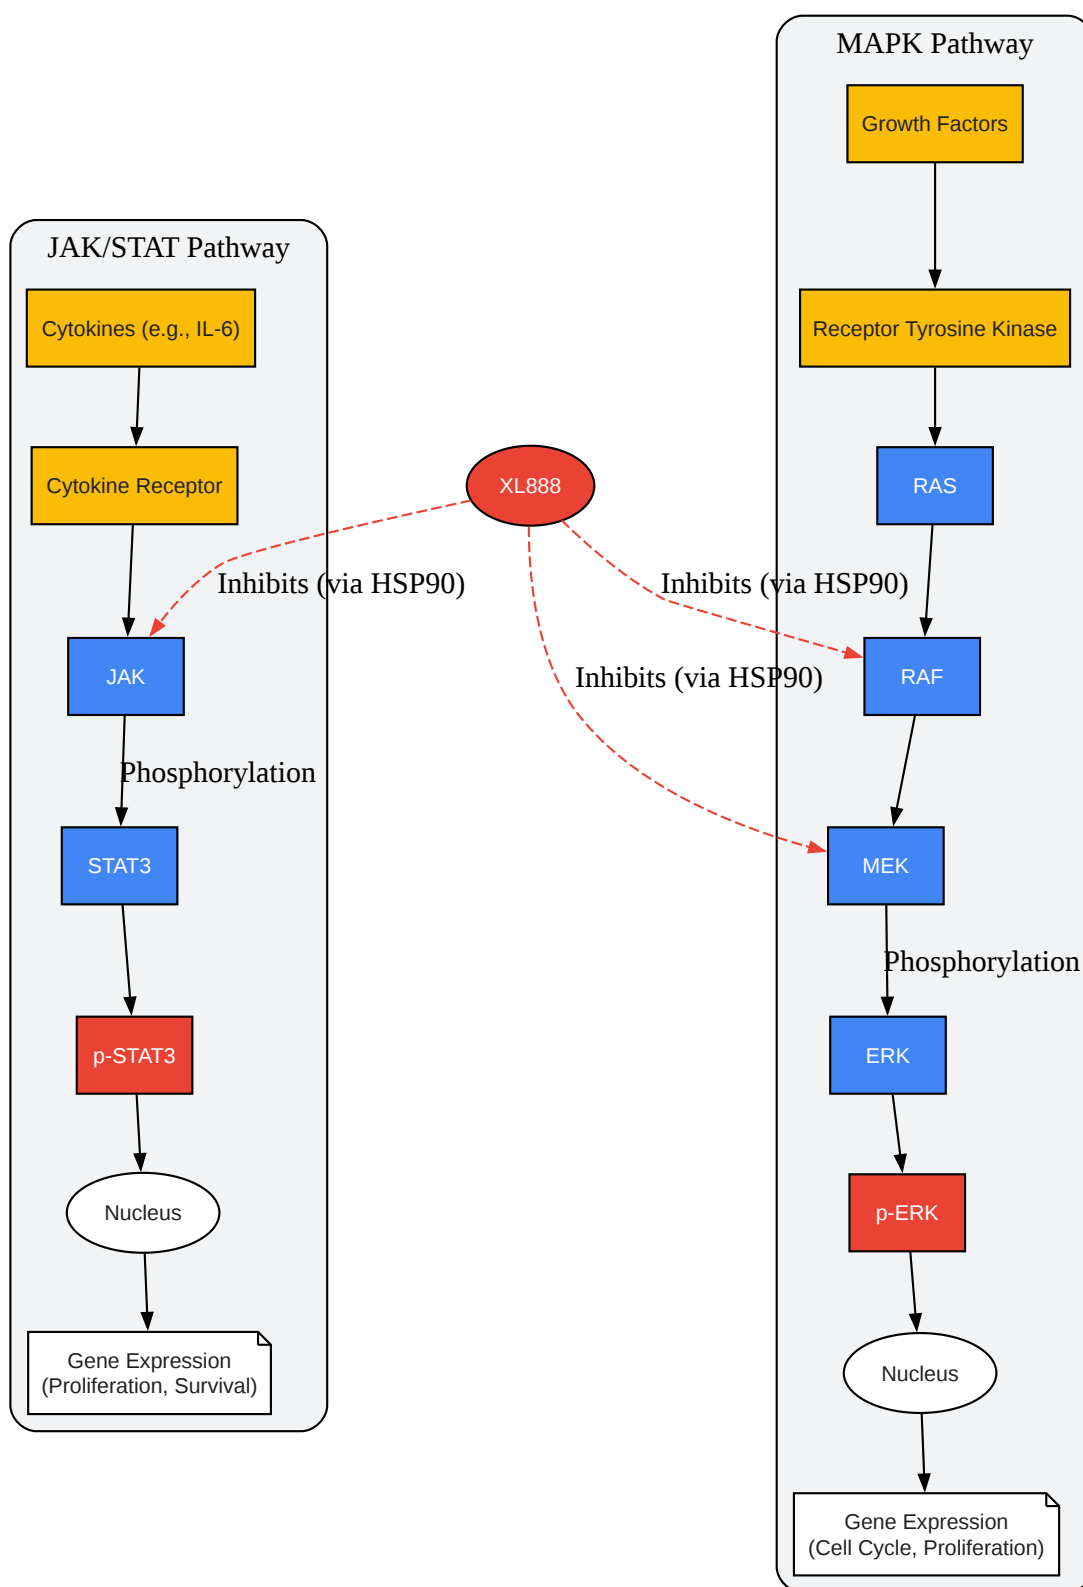 MAPK Pathway
Growth Factors
Receptor Tyrosine Kinase
RAS
RAF
MEK
Phosphorylation
ERK
p-ERK
Nucleus
Gene Expression
(Cell Cycle, Proliferation)
JAK/STAT Pathway
Cytokines (e.g., IL-6)
Cytokine Receptor
JAK
Phosphorylation
STAT3
p-STAT3
Nucleus
Gene Expression
(Proliferation, Survival)
XL888
Inhibits (via HSP90)
Inhibits (via HSP90)
Inhibits (via HSP90)